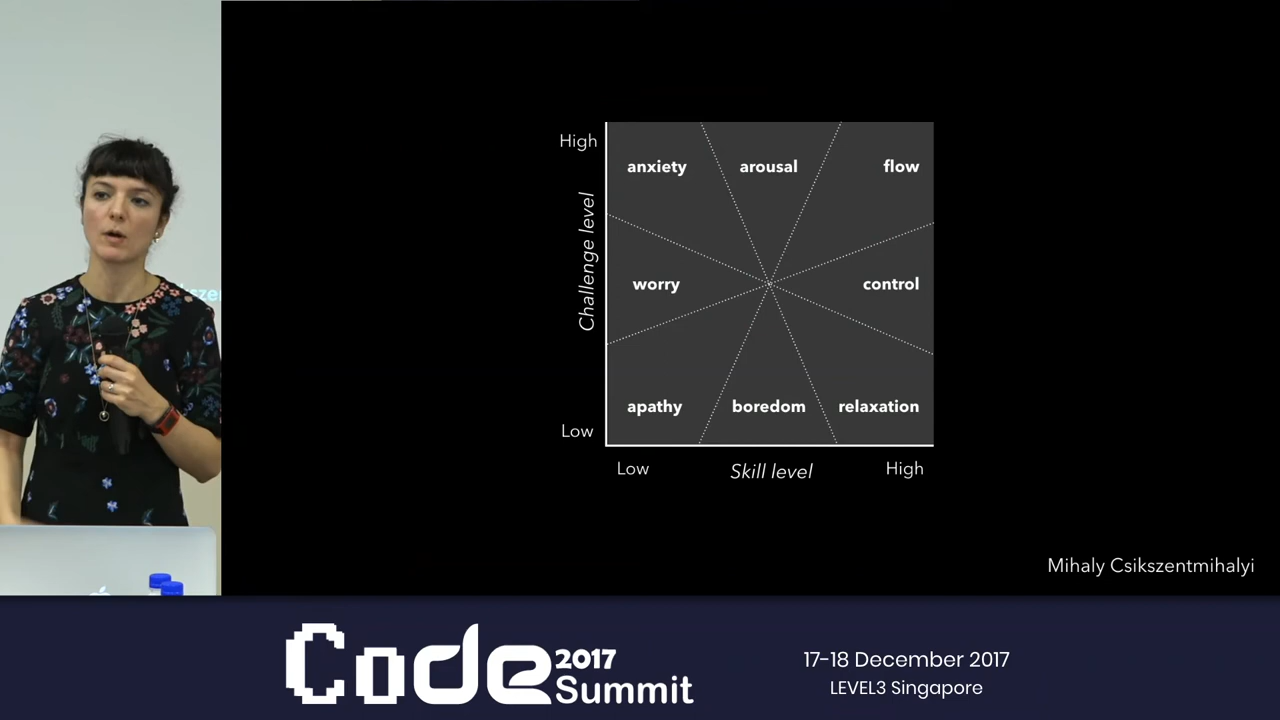 High
anxiety arousal flow
Challenge level
worry control
apathy boredom relaxation
Low
Low Skill level High
Mihaly Csikszentmihalyi
Code 2017 Summit
17-18 December 2017
LEVEL3 Singapore